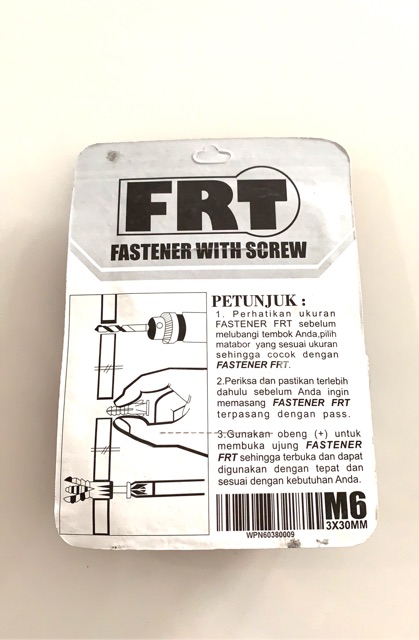 FRT
FASTENER WITH SCREW
PETUNJUK :
1. Perhatikan ukuran
FASTENER FRT sebelum
melubangi tembok Anda,pilih
matabor yang sesuai ukuran
sehingga cocok dengan
FASTENER FRT.
2.Periksa dan pastikan terlebih
dahulu sebelum Anda ingin
memasang FASTENER FRT
terpasang dengan pass.
3.Gunakan obeng (+) untuk
membuka ujung FASTENER
FRT sehingga terbuka dan dapat
digunakan dengan tepat dan
sesuai dengan kebutuhan Anda.
M6
3X30MM
WPN60380009